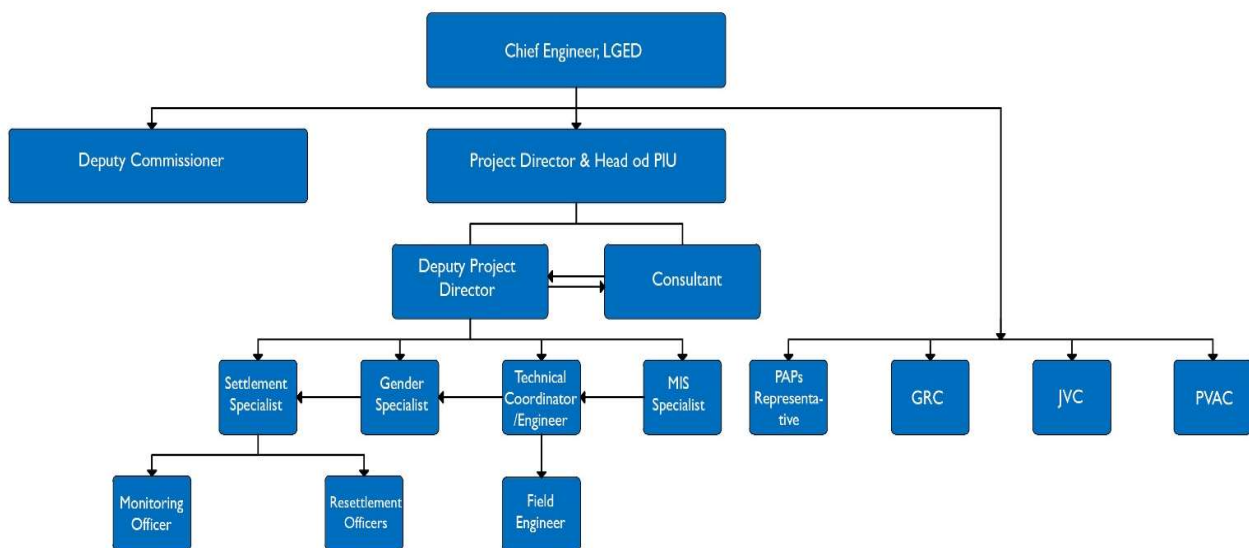 Chief Engineer, LGED
Deputy Commissioner
Project Director & Head od PIU
Deputy Project
Director
Consultant
Settlement
Specialist
Gender
Specialist
Technical
Coordinator
/Engineer
MIS
Specialist
PAPs
Representa-
tive
GRC
JVC
PVAC
Monitoring
Officer
Resettlement
Officers
Field
Engineer